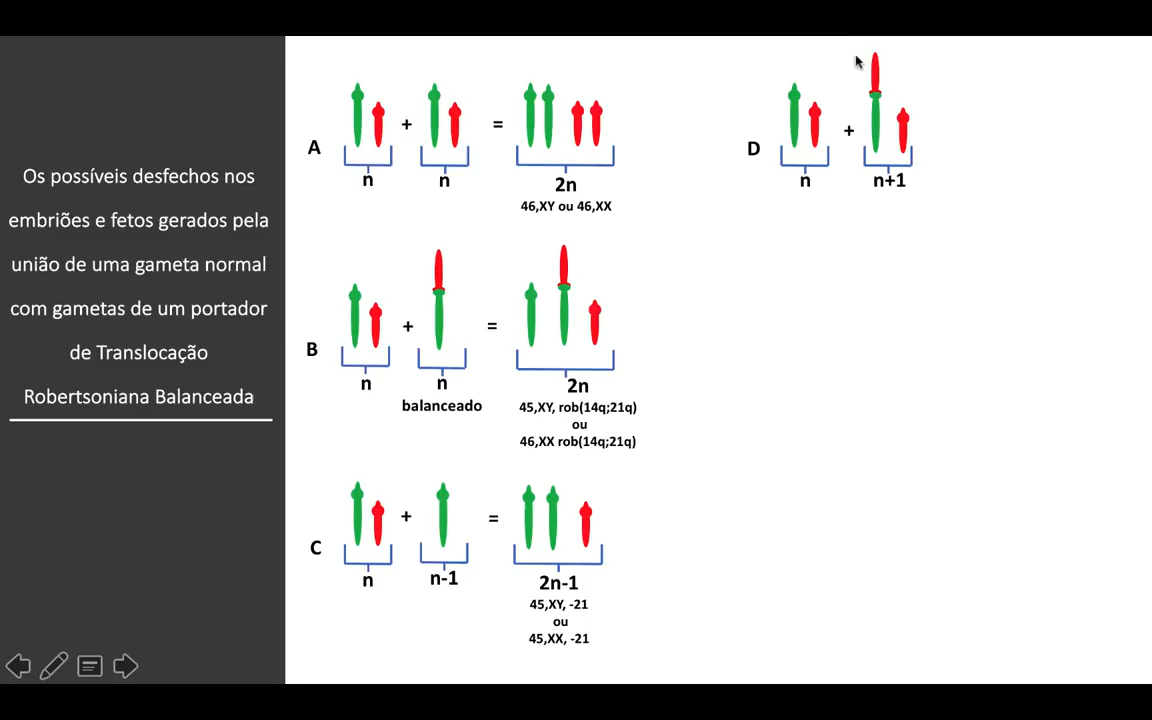 Os possíveis desfechos nos
embriões e fetos gerados pela
união de uma gameta normal
com gametas de um portador
de Translocação
Robertsoniana Balanceada
A
+
=
n
n
2n
46,XY ou 46,XX
B
+
=
n
n
balanceado
2n
45,XY, rob(14q;21q)
ou
46,XX rob(14q;21q)
C
+
=
n
n-1
2n-1
45,XY, -21
ou
45,XX, -21
D
+
n
n+1